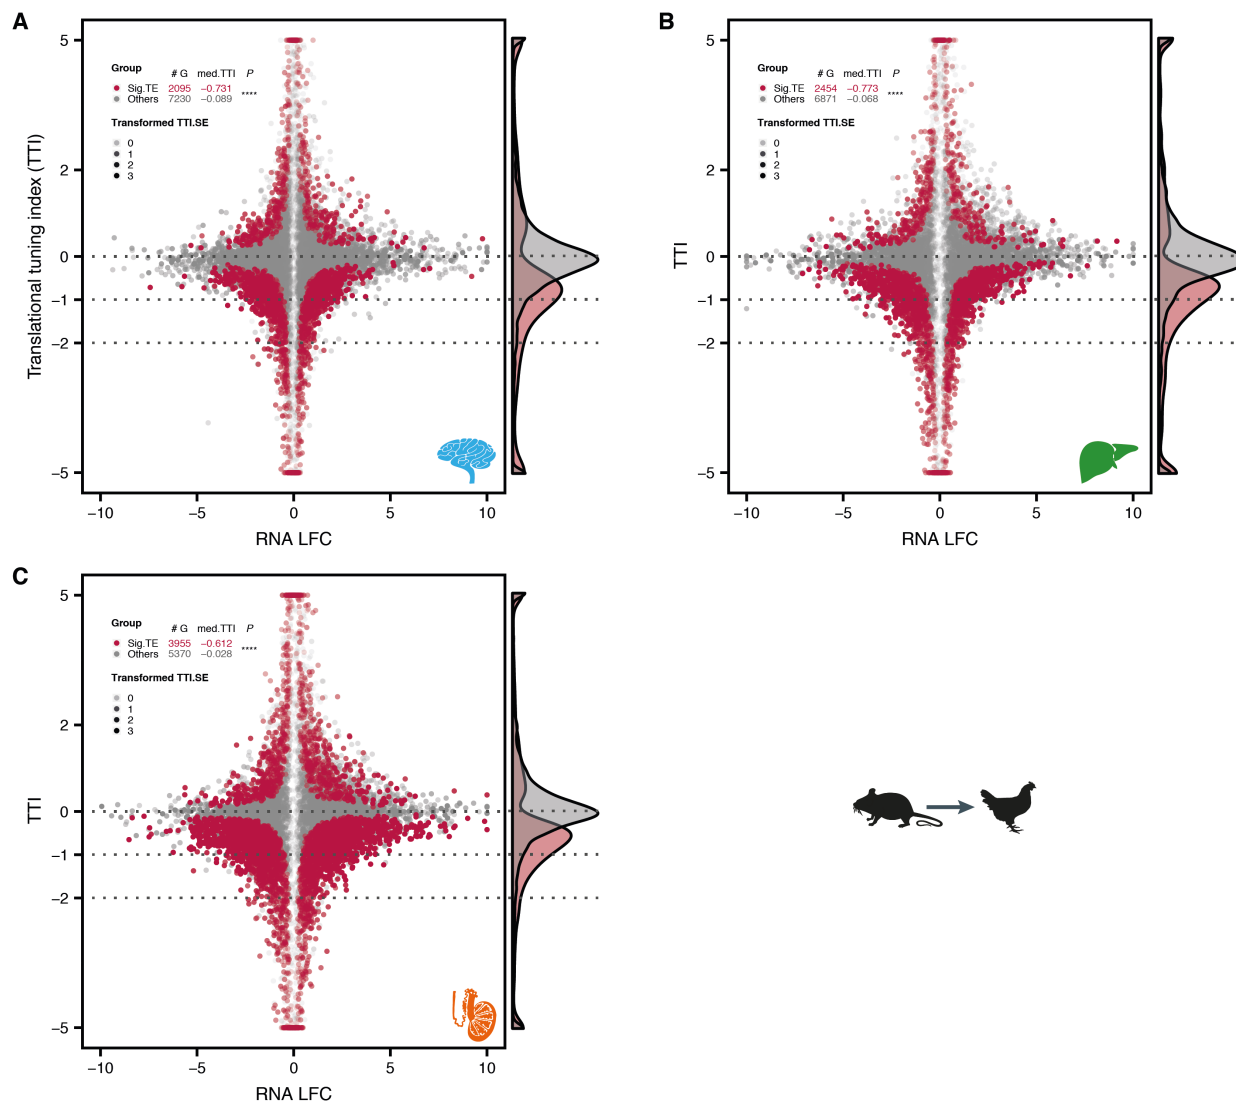 A
Translational tuning index (TTI)
5
2
0
−1
−2
−5
Group
# G med.TTI P
Sig.TE 2095 −0.731 ****
Others 7230 −0.089
Transformed TTI.SE
0
1
2
3
−10 −5 0 5 10
RNA LFC
B
TTI
5
2
0
−1
−2
−5
Group
# G med.TTI P
Sig.TE 2454 −0.773 ****
Others 6871 −0.068
Transformed TTI.SE
0
1
2
3
−10 −5 0 5 10
RNA LFC
C
TTI
5
2
0
−1
−2
−5
Group
# G med.TTI P
Sig.TE 3955 −0.612 ****
Others 5370 −0.028
Transformed TTI.SE
0
1
2
3
−10 −5 0 5 10
RNA LFC